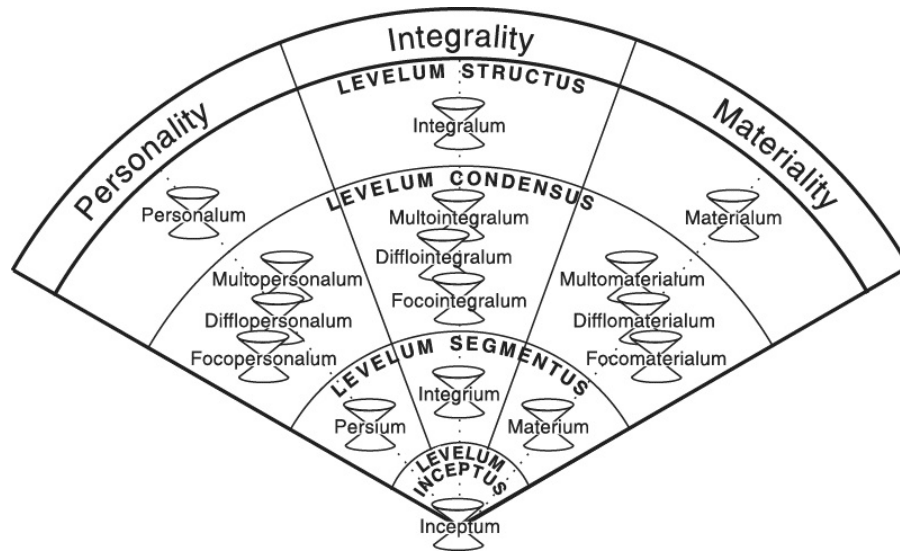 Integrality
Personality
Materiality
LEVELUM STRUCTUS
Integralum
Personalum
Materialum
LEVELUM CONDENSUS
Multointegralum
Difflointegralum
Focointegralum
Multopersonalum
Difflopersonalum
Focopersonalum
Multomaterialum
Difflomaterialum
Focomaterialum
LEVELUM SEGMENTUS
Integrium
Persium
Materium
LEVELUM
INCEPTUS
Inceptum